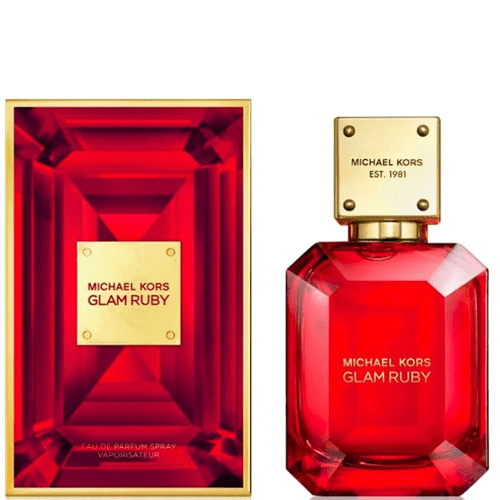 MICHAEL KORS
GLAM RUBY
EAU DE PARFUM SPRAY
VAPORISATEUR
MICHAEL KORS
EST. 1981
MICHAEL KORS
GLAM RUBY